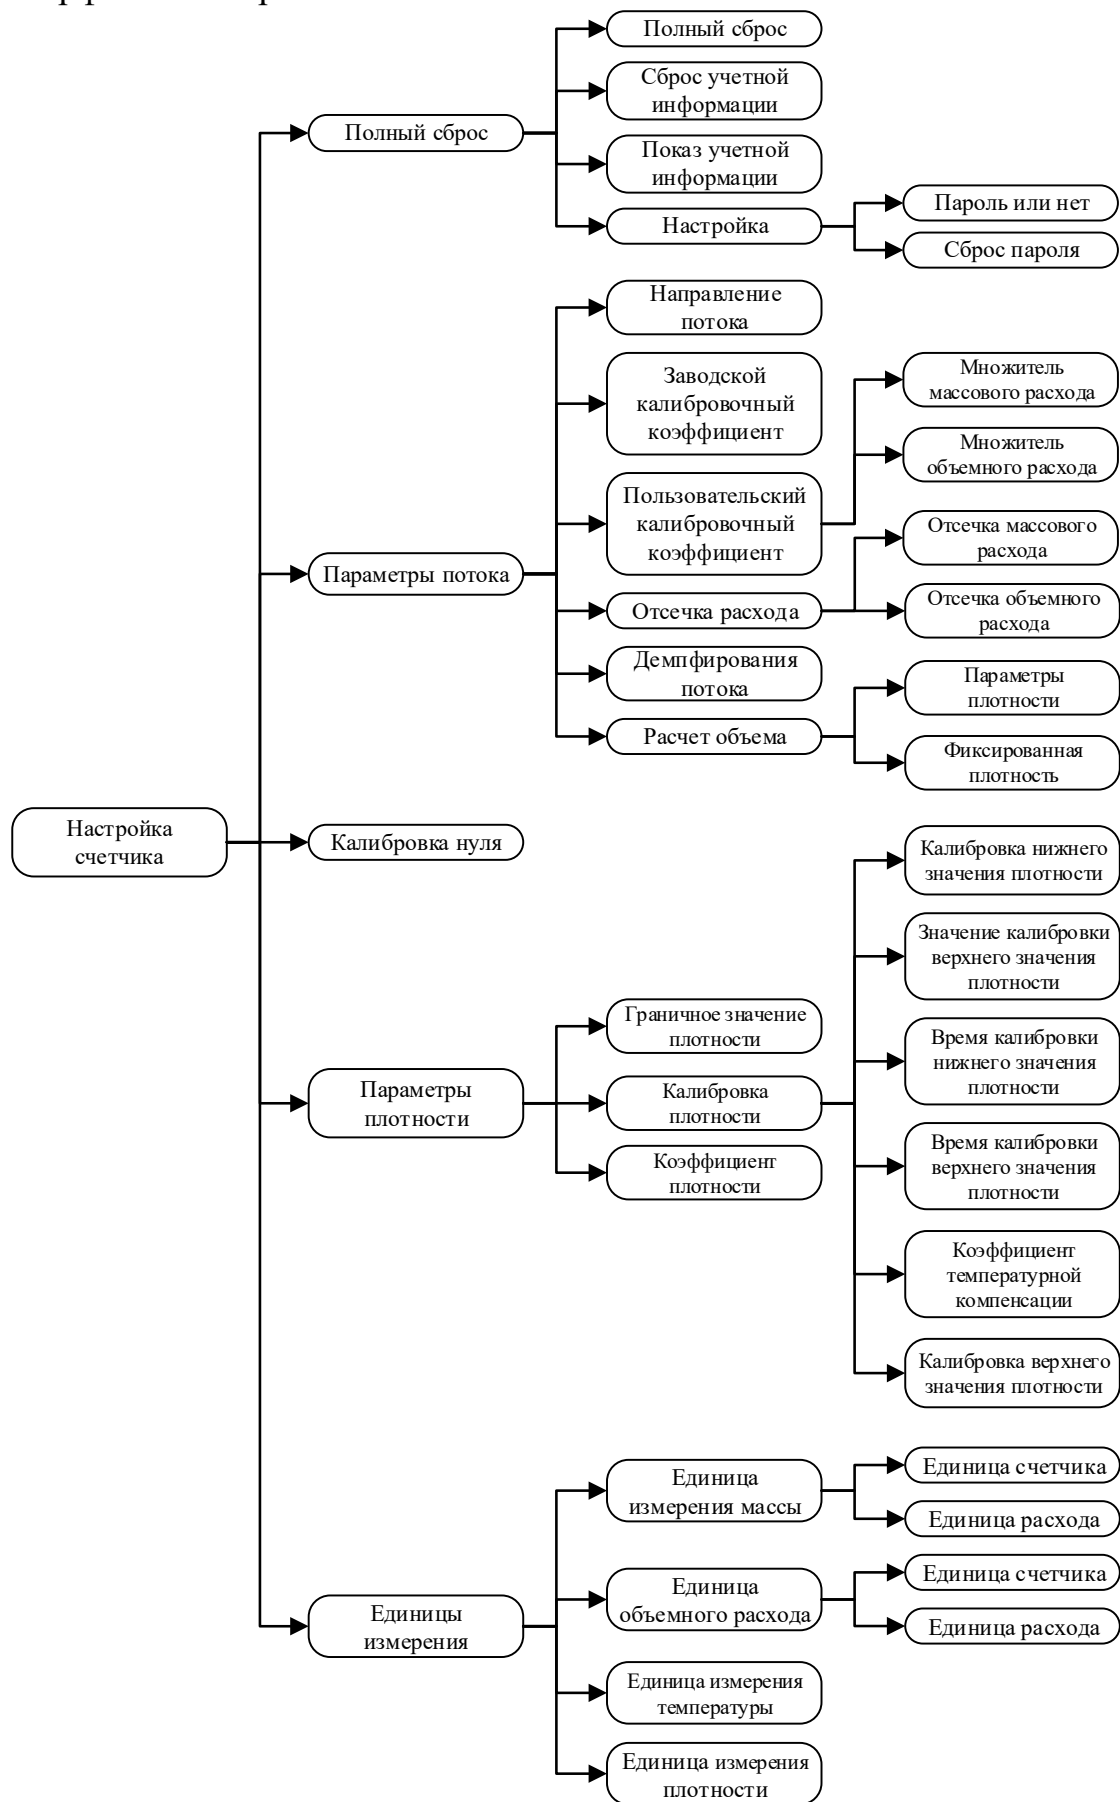 Полный сброс
Сброс учетной
информации
Полный сброс
Показ учетной
информации
Пароль или нет
Настройка
Сброс пароля
Направление
потока
Заводской
калибровочный
коэффициент
Множитель
массового расхода
Множитель
объемного расхода
Пользовательский
калибровочный
коэффициент
Отсечка массового
расхода
Параметры потока
Отсечка расхода
Отсечка объемного
расхода
Демпфирования
потока
Параметры
плотности
Расчет объема
Фиксированная
плотность
Настройка
счетчика
Калибровка нуля
Калибровка нижнего
значения плотности
Значение калибровки
верхнего значения
плотности
Граничное значение
плотности
Время калибровки
нижнего значения
плотности
Параметры
плотности
Калибровка
плотности
Время калибровки
верхнего значения
плотности
Коэффициент
плотности
Коэффициент
температурной
компенсации
Калибровка верхнего
значения плотности
Единица
измерения массы
Единица счетчика
Единица расхода
Единица счетчика
Единица
объемного расхода
Единицы
измерения
Единица расхода
Единица измерения
температуры
Единица измерения
плотности